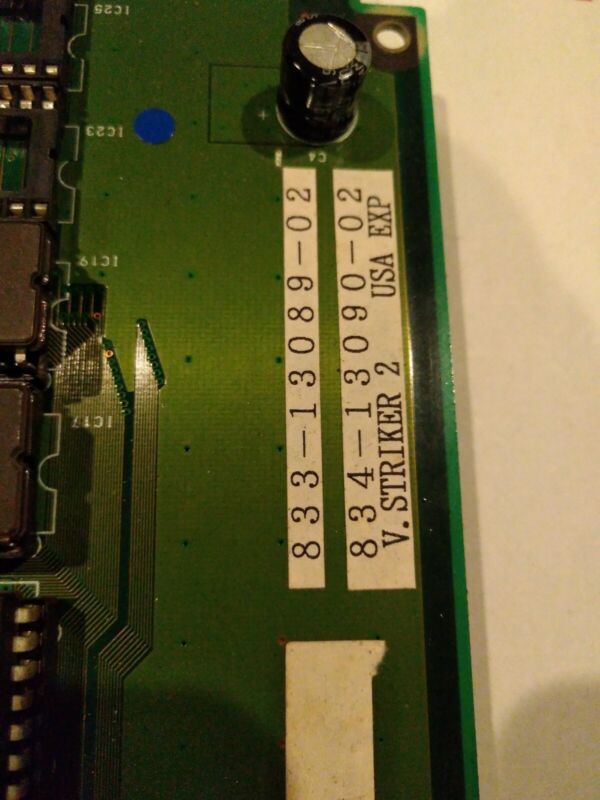 IC25
IC23
IC19
IC17
+
C4
833-13089-02
834-13090-02
V.STRIKER 2 USA EXP